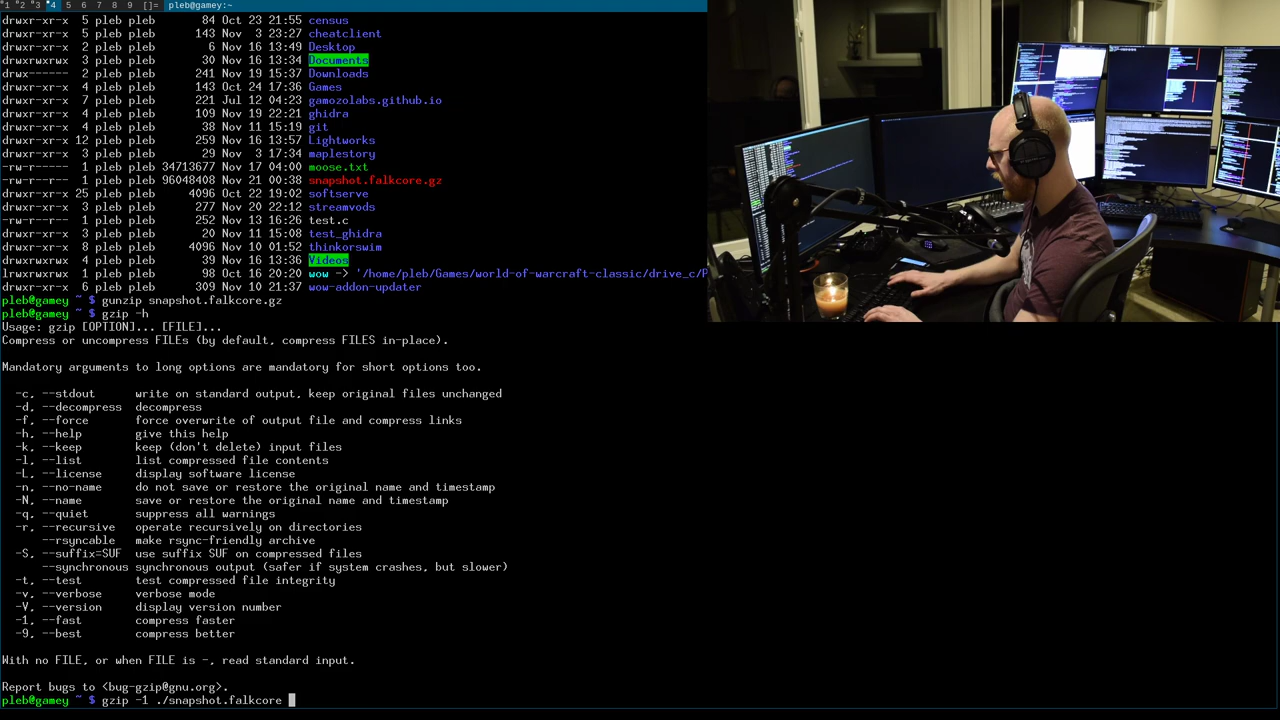 1 2 3 4 5 6 7 8 9 []= pleb@gamey:~
drwxr-xr-x 5 pleb pleb 84 Oct 23 21:55 census
drwxr-xr-x 5 pleb pleb 143 Nov 3 23:27 cheatclient
drwxr-xr-x 2 pleb pleb 6 Nov 16 13:49 Desktop
drwxrwxrwx 3 pleb pleb 30 Nov 16 13:34 Documents
drwx------ 2 pleb pleb 241 Nov 19 15:37 Downloads
drwxr-xr-x 4 pleb pleb 143 Oct 24 17:36 Games
drwxr-xr-x 7 pleb pleb 221 Jul 12 04:23 gamozolabs.github.io
drwxr-xr-x 4 pleb pleb 109 Nov 19 22:21 ghidra
drwxr-xr-x 4 pleb pleb 38 Nov 11 15:19 git
drwxr-xr-x 12 pleb pleb 259 Nov 16 13:57 Lightworks
drwxr-xr-x 3 pleb pleb 29 Nov 3 17:34 maplestory
-rw-r----- 1 pleb pleb 34713677 Nov 17 04:00 moose.txt
-rw-r--r-- 1 pleb pleb 96048408 Nov 21 00:38 snapshot.falkcore.gz
drwxr-xr-x 25 pleb pleb 4096 Oct 22 19:02 softserve
drwxr-xr-x 3 pleb pleb 277 Nov 20 22:12 streamvods
-rw-r--r-- 1 pleb pleb 252 Nov 13 16:26 test.c
drwxr-xr-x 3 pleb pleb 20 Nov 11 15:08 test_ghidra
drwxr-xr-x 8 pleb pleb 4096 Nov 10 01:52 thinkorswim
drwxrwxrwx 4 pleb pleb 39 Nov 16 13:36 Videos
lrwxrwxrwx 1 pleb pleb 98 Oct 16 20:20 wow -> '/home/pleb/Games/world-of-warcraft-classic/drive_c/P
drwxr-xr-x 6 pleb pleb 309 Nov 10 21:37 wow-addon-updater
pleb@gamey ~ $ gunzip snapshot.falkcore.gz
pleb@gamey ~ $ gzip -h
Usage: gzip [OPTION]... [FILE]...
Compress or uncompress FILEs (by default, compress FILES in-place).
Mandatory arguments to long options are mandatory for short options too.
-c, --stdout write on standard output, keep original files unchanged
-d, --decompress decompress
-f, --force force overwrite of output file and compress links
-h, --help give this help
-k, --keep keep (don't delete) input files
-l, --list list compressed file contents
-L, --license display software license
-n, --no-name do not save or restore the original name and timestamp
-N, --name save or restore the original name and timestamp
-q, --quiet suppress all warnings
-r, --recursive operate recursively on directories
--rsyncable make rsync-friendly archive
-S, --suffix=SUF use suffix SUF on compressed files
--synchronous synchronous output (safer if system crashes, but slower)
-t, --test test compressed file integrity
-v, --verbose verbose mode
-V, --version display version number
-1, --fast compress faster
-9, --best compress better
With no FILE, or when FILE is -, read standard input.
Report bugs to <bug-gzip@gnu.org>.
pleb@gamey ~ $ gzip -1 ./snapshot.falkcore